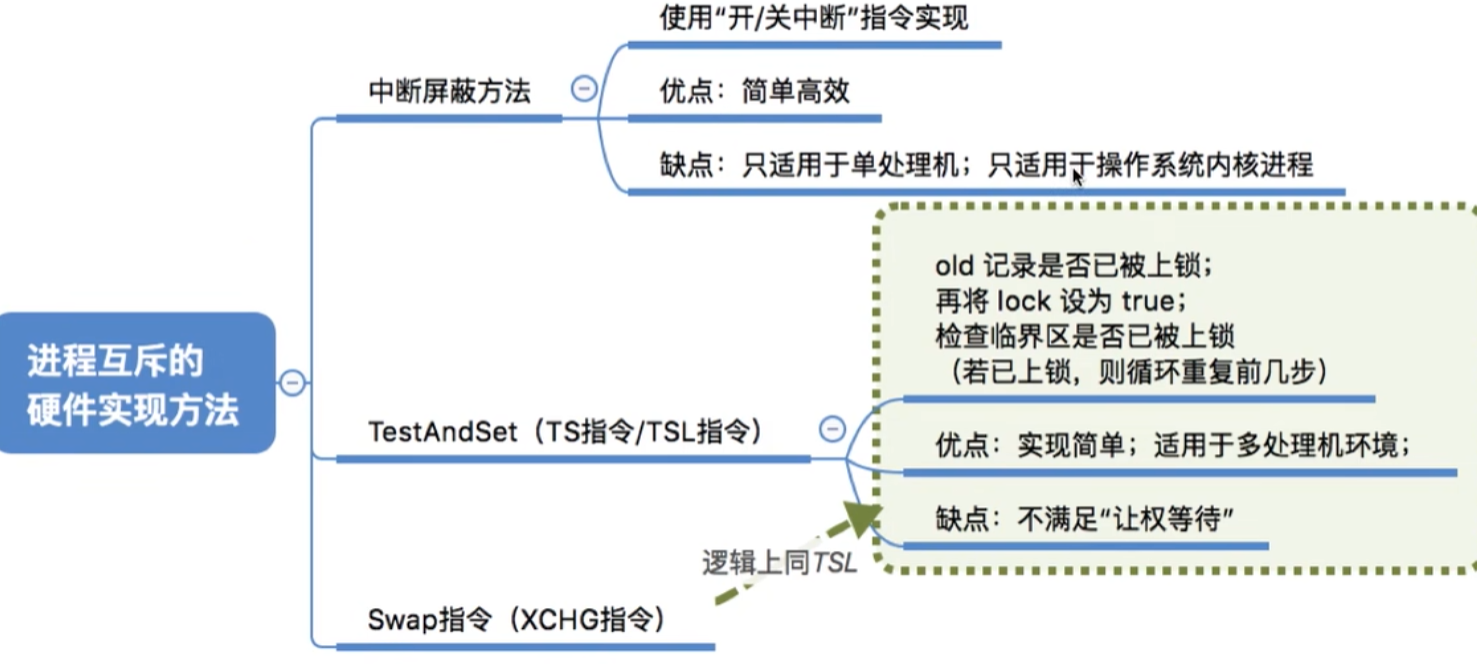 使用“开/关中断”指令实现
中断屏蔽方法
优点：简单高效
缺点：只适用于单处理机；只适用于操作系统内核进程
old 记录是否已被上锁；
再将 lock 设为 true；
检查临界区是否已被上锁
（若已上锁，则循环重复前几步）
进程互斥的
硬件实现方法
TestAndSet（TS指令/TSL指令）
优点：实现简单；适用于多处理机环境；
缺点：不满足“让权等待”
逻辑上同TSL
Swap指令（XCHG指令）